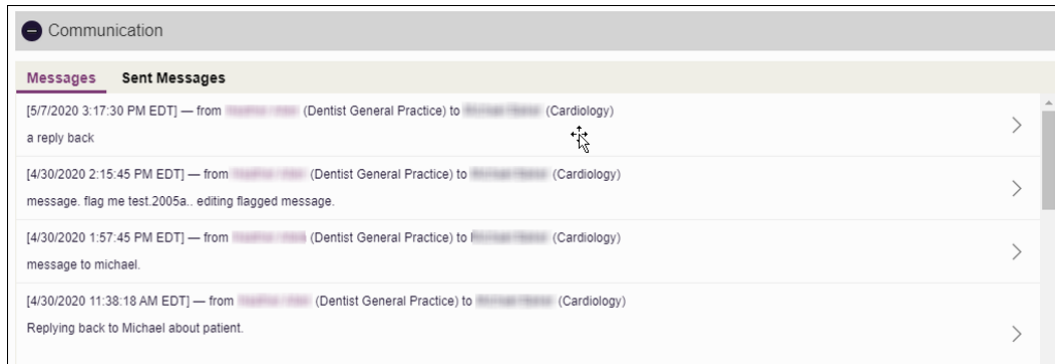 Communication
Messages Sent Messages
[5/7/2020 3:17:30 PM EDT] — from (Dentist General Practice) to (Cardiology)
a reply back
[4/30/2020 2:15:45 PM EDT] — from (Dentist General Practice) to (Cardiology)
message. flag me test.2005a.. editing flagged message.
[4/30/2020 1:57:45 PM EDT] — from (Dentist General Practice) to (Cardiology)
message to michael.
[4/30/2020 11:38:18 AM EDT] — from (Dentist General Practice) to (Cardiology)
Replying back to Michael about patient.